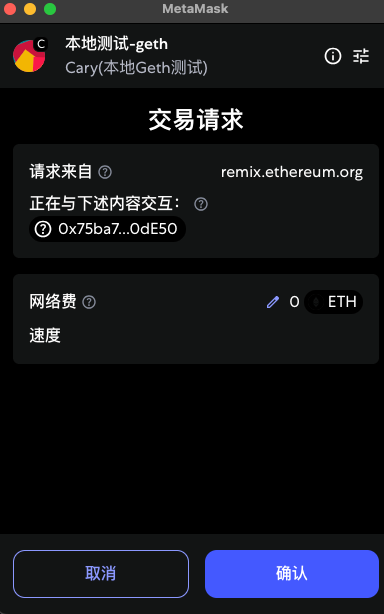 MetaMask
C
本地测试-geth
Cary(本地Geth测试)
交易请求
请求来自
remix.ethereum.org
正在与下述内容交互：
0x75ba7...0dE50
网络费
0 ETH
速度
取消
确认